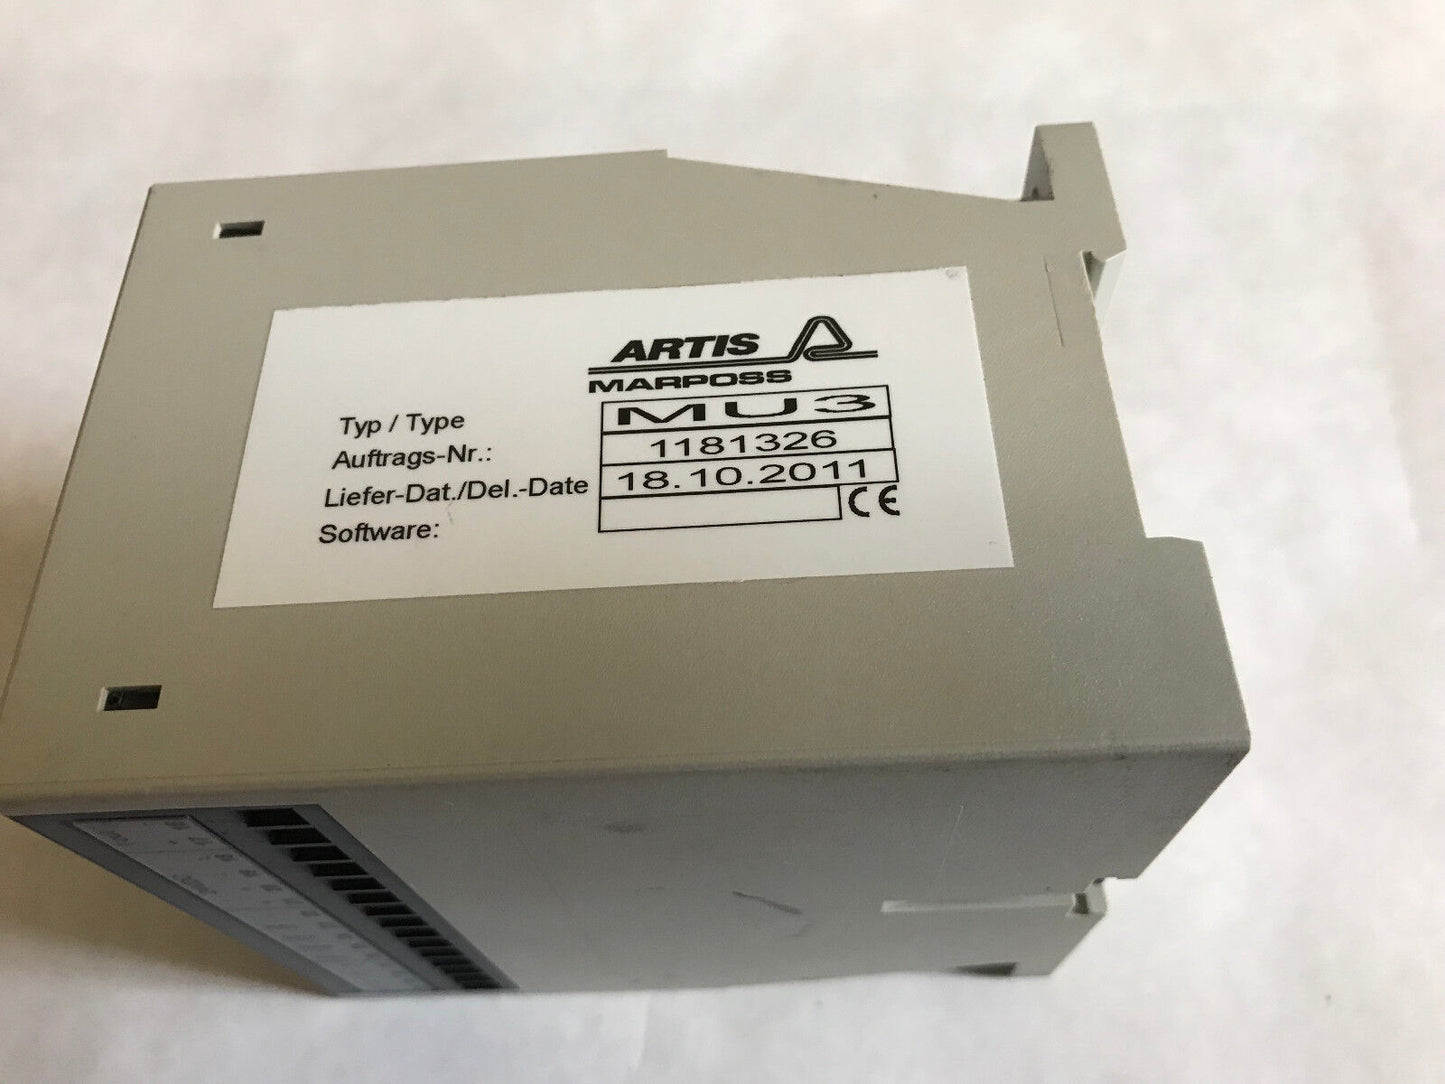 ARTIS
MARPOSS
Typ / Type MU3
Auftrags-Nr.: 1181326
Liefer-Dat./Del.-Date 18.10.2011
Software:
CE